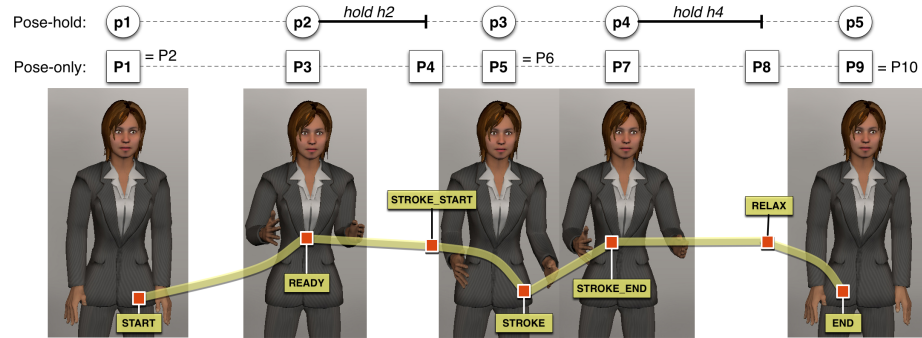 Pose-hold: p1 p2 hold h2 p3 p4 hold h4 p5
Pose-only: P1 = P2 P3 P4 P5 = P6 P7 P8 P9 = P10
STROKE_START
RELAX
READY
STROKE_END
START
STROKE
END